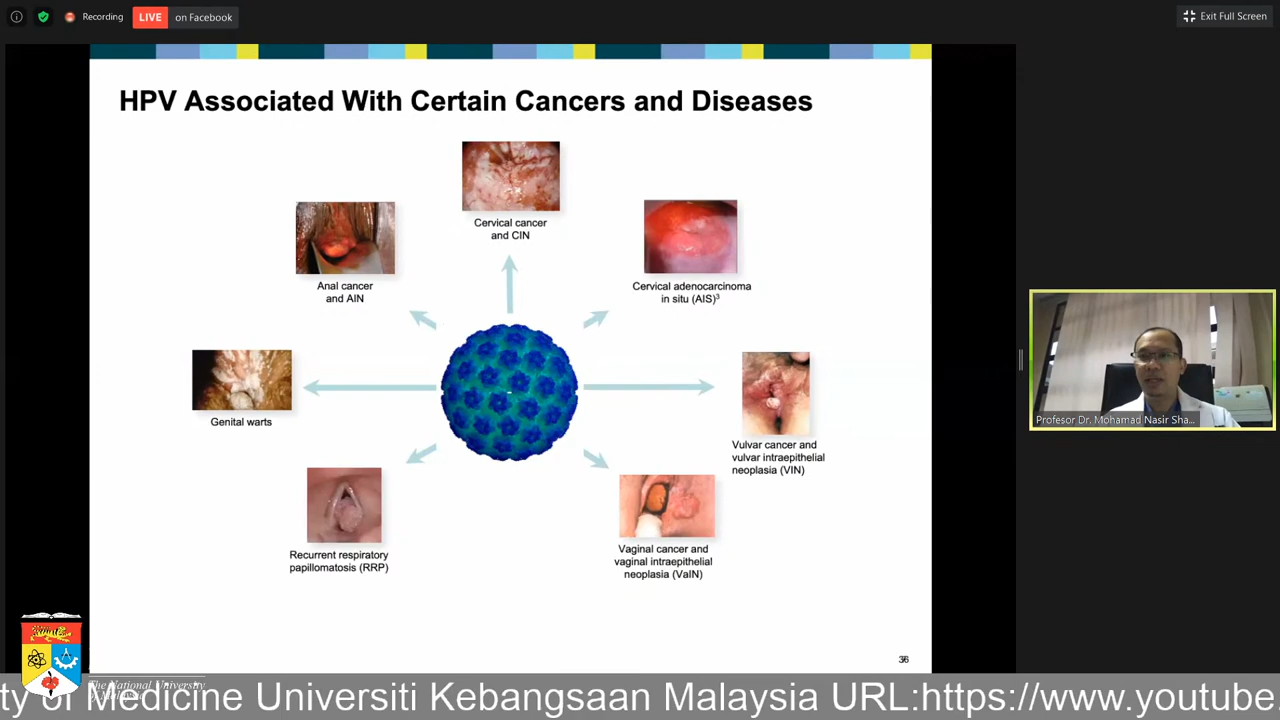 Recording
LIVE
on Facebook
Exit Full Screen
HPV Associated With Certain Cancers and Diseases
Cervical cancer
and CIN
Anal cancer
and AIN
Cervical adenocarcinoma
in situ (AIS)3
Genital warts
Vulvar cancer and
vulvar intraepithelial
neoplasia (VIN)
Recurrent respiratory
papillomatosis (RRP)
Vaginal cancer and
vaginal intraepithelial
neoplasia (VaIN)
Profesor Dr. Mohamad Nasir Sha...
The National University
ty of Medicine Universiti Kebangsaan Malaysia URL:https://www.youtube.